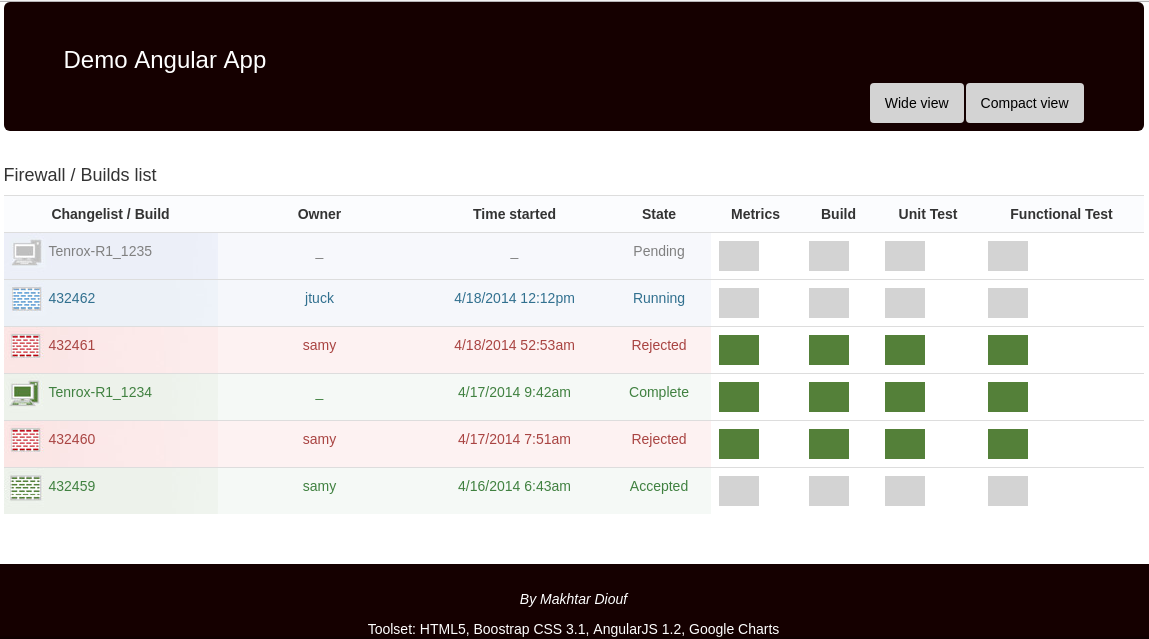 Demo Angular App
Wide view Compact view
Firewall / Builds list
Changelist / Build Owner Time started State Metrics Build Unit Test Functional Test
Tenrox-R1_1235 _ _ Pending
432462 jtuck 4/18/2014 12:12pm Running
432461 samy 4/18/2014 52:53am Rejected
Tenrox-R1_1234 _ 4/17/2014 9:42am Complete
432460 samy 4/17/2014 7:51am Rejected
432459 samy 4/16/2014 6:43am Accepted
By Makhtar Diouf
Toolset: HTML5, Boostrap CSS 3.1, AngularJS 1.2, Google Charts